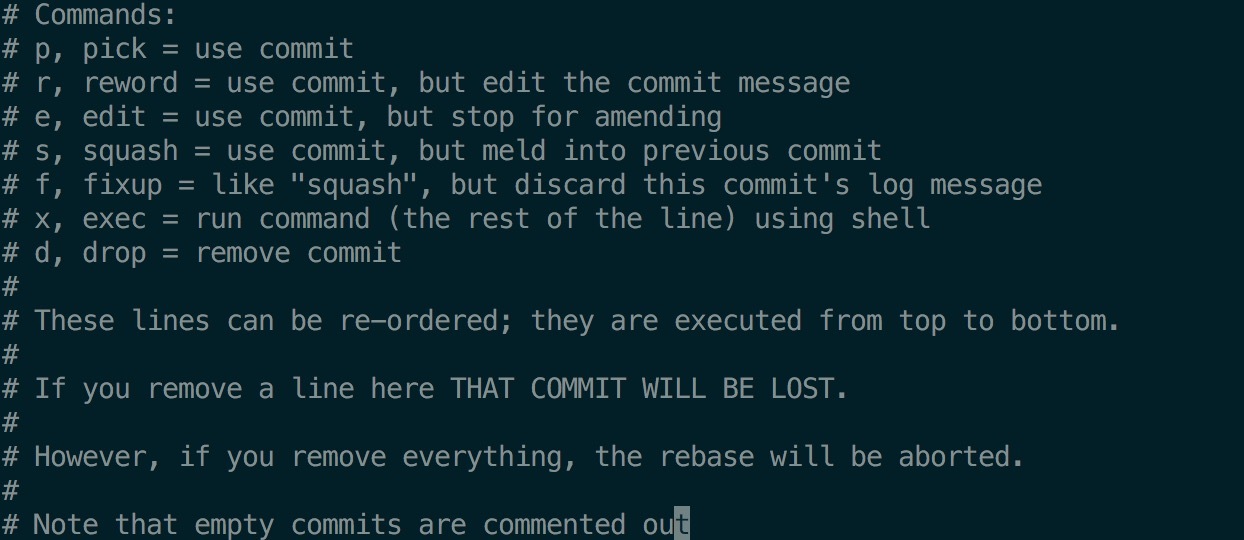 # Commands:
# p, pick = use commit
# r, reword = use commit, but edit the commit message
# e, edit = use commit, but stop for amending
# s, squash = use commit, but meld into previous commit
# f, fixup = like "squash", but discard this commit's log message
# x, exec = run command (the rest of the line) using shell
# d, drop = remove commit
#
# These lines can be re-ordered; they are executed from top to bottom.
#
# If you remove a line here THAT COMMIT WILL BE LOST.
#
# However, if you remove everything, the rebase will be aborted.
#
# Note that empty commits are commented out